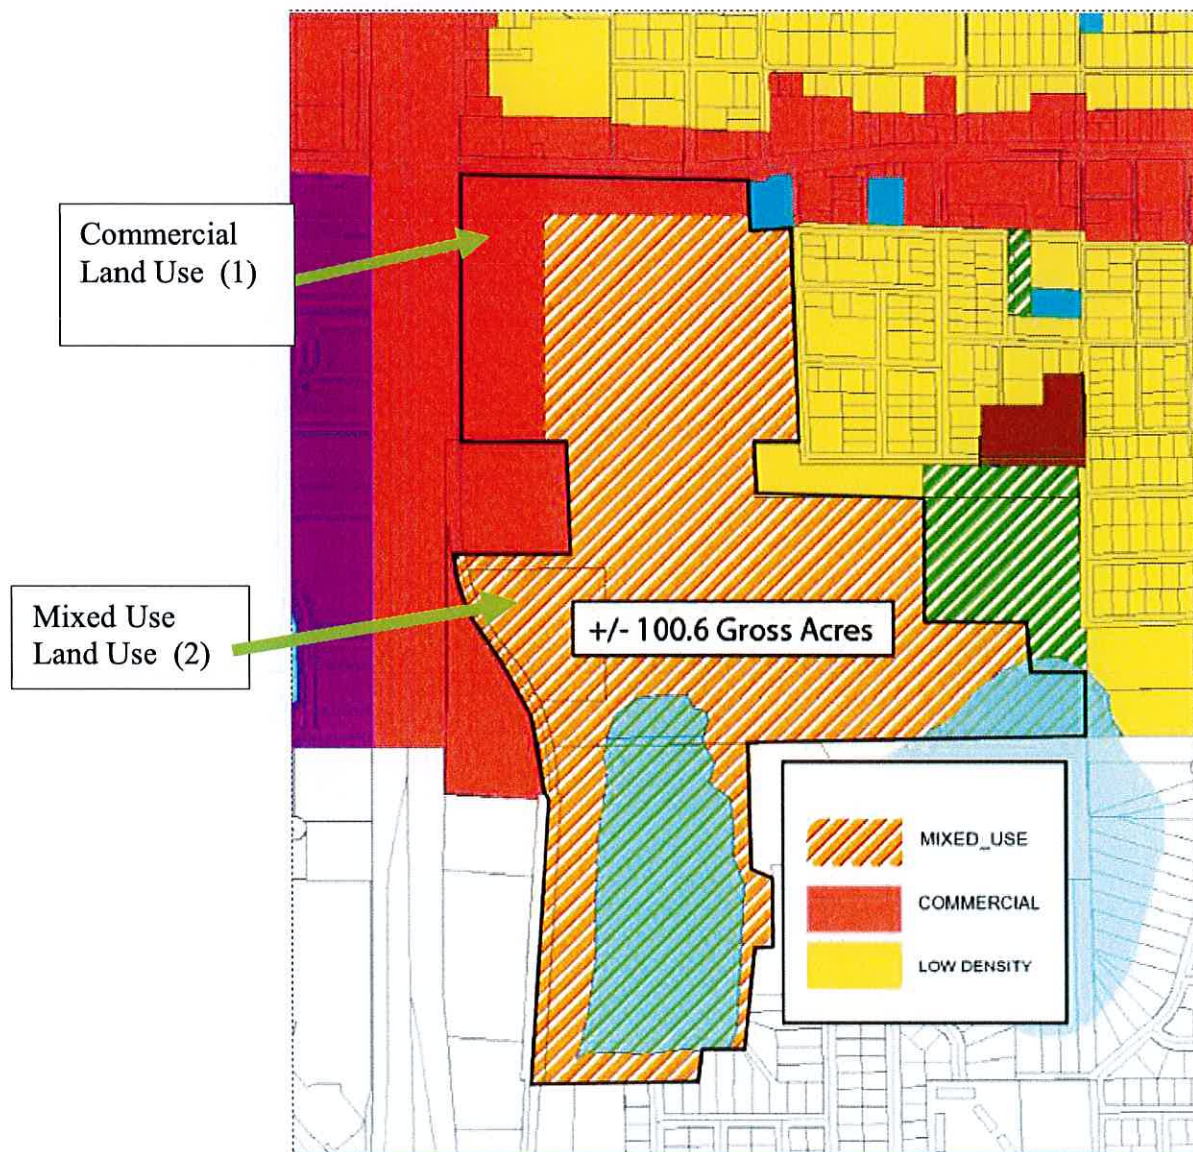 Commercial
Land Use (1)
Mixed Use
Land Use (2)
+/- 100.6 Gross Acres
MIXED_USE
COMMERCIAL
LOW DENSITY